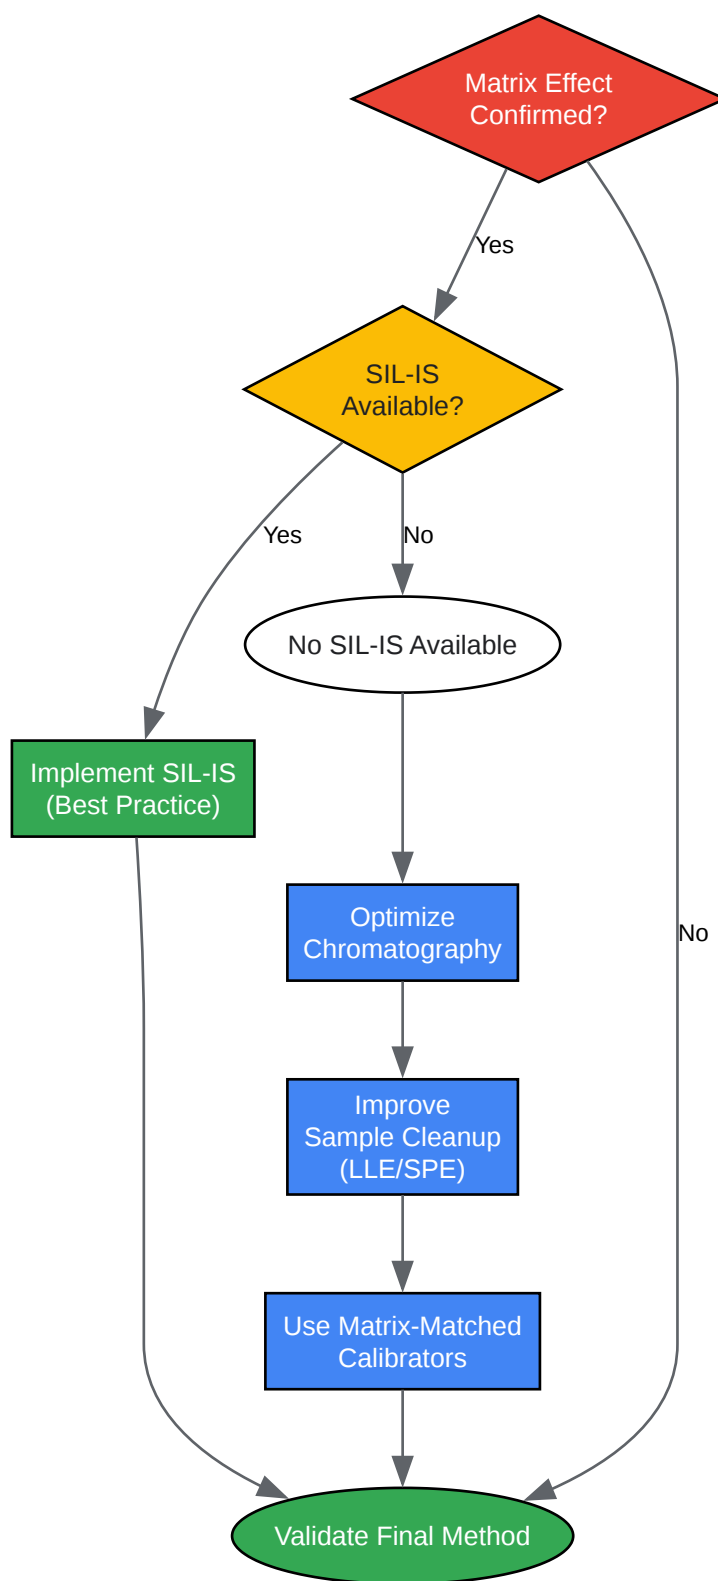 Matrix Effect
Confirmed?
Yes
SIL-IS
Available?
Yes
No
No SIL-IS Available
Implement SIL-IS
(Best Practice)
Optimize
Chromatography
No
Improve
Sample Cleanup
(LLE/SPE)
Use Matrix-Matched
Calibrators
Validate Final Method